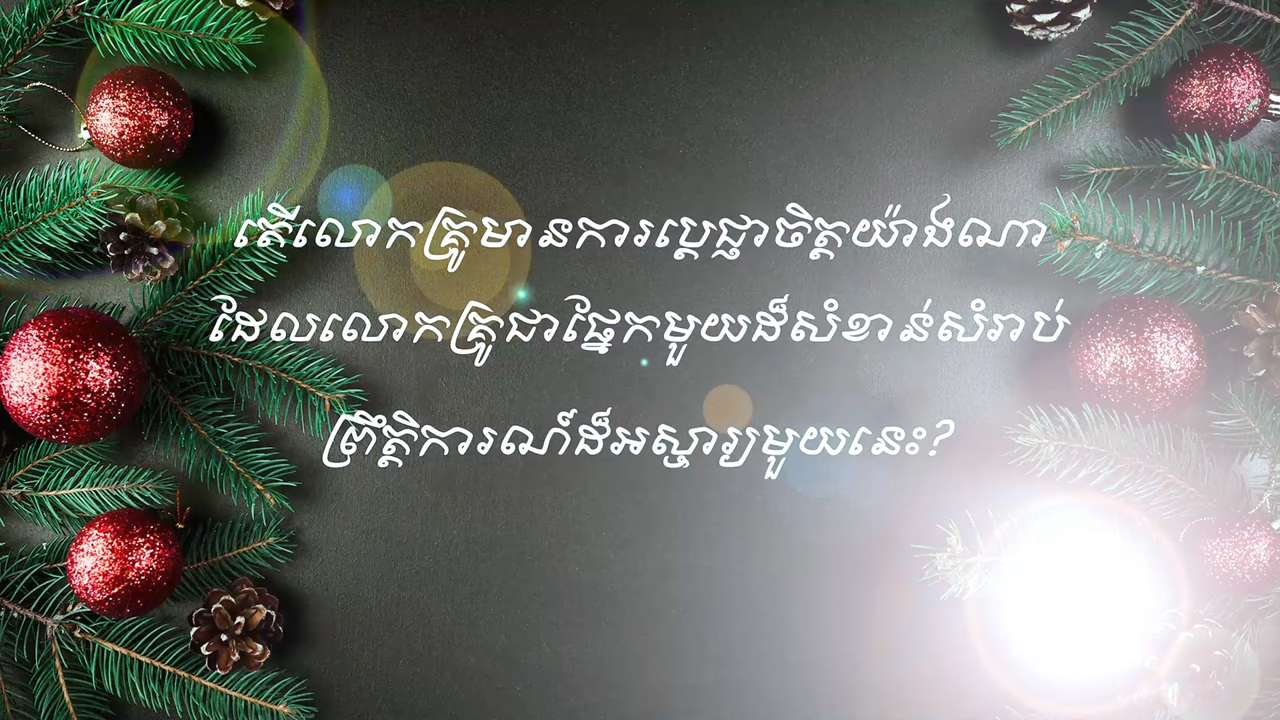 តើលោកគ្រូមានការប្ដេជ្ញាចិត្តយ៉ាងណា
ដែលលោកគ្រូជាផ្នែកមួយដ៏សំខាន់សំរាប់
ព្រឹត្តិការណ៍ដ៏អស្ចារ្យមួយនេះ?